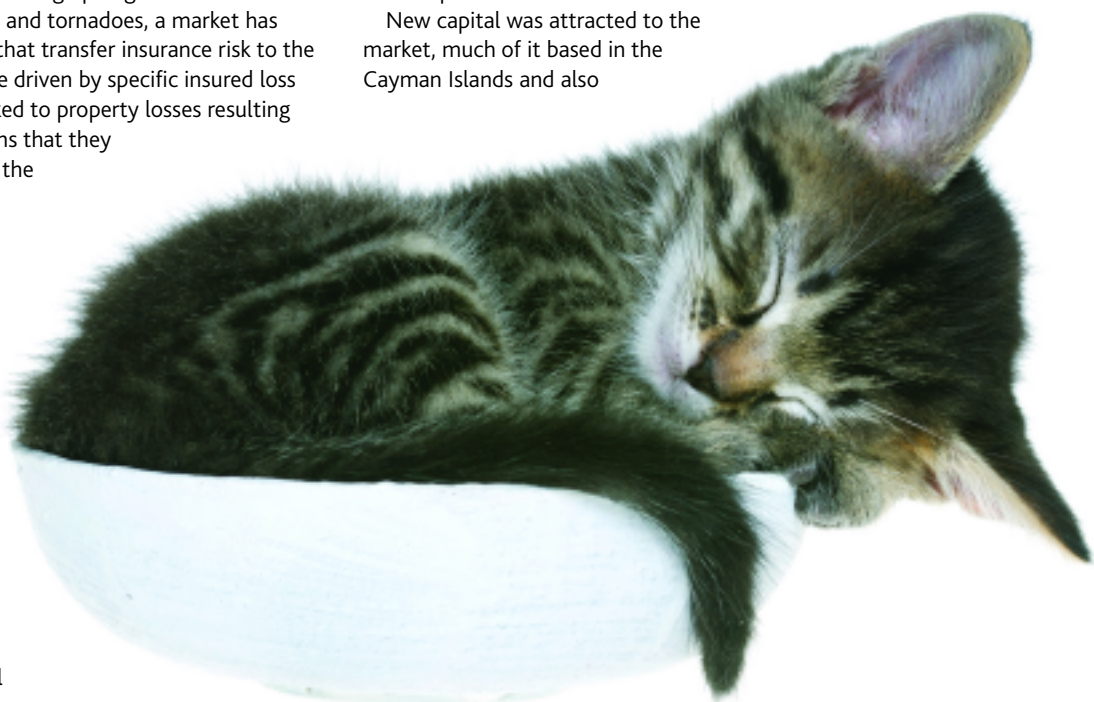 and tornadoes, a market has
that transfer insurance risk to the
e driven by specific insured loss
ed to property losses resulting
ns that they
the
New capital was attracted to the
market, much of it based in the
Cayman Islands and also